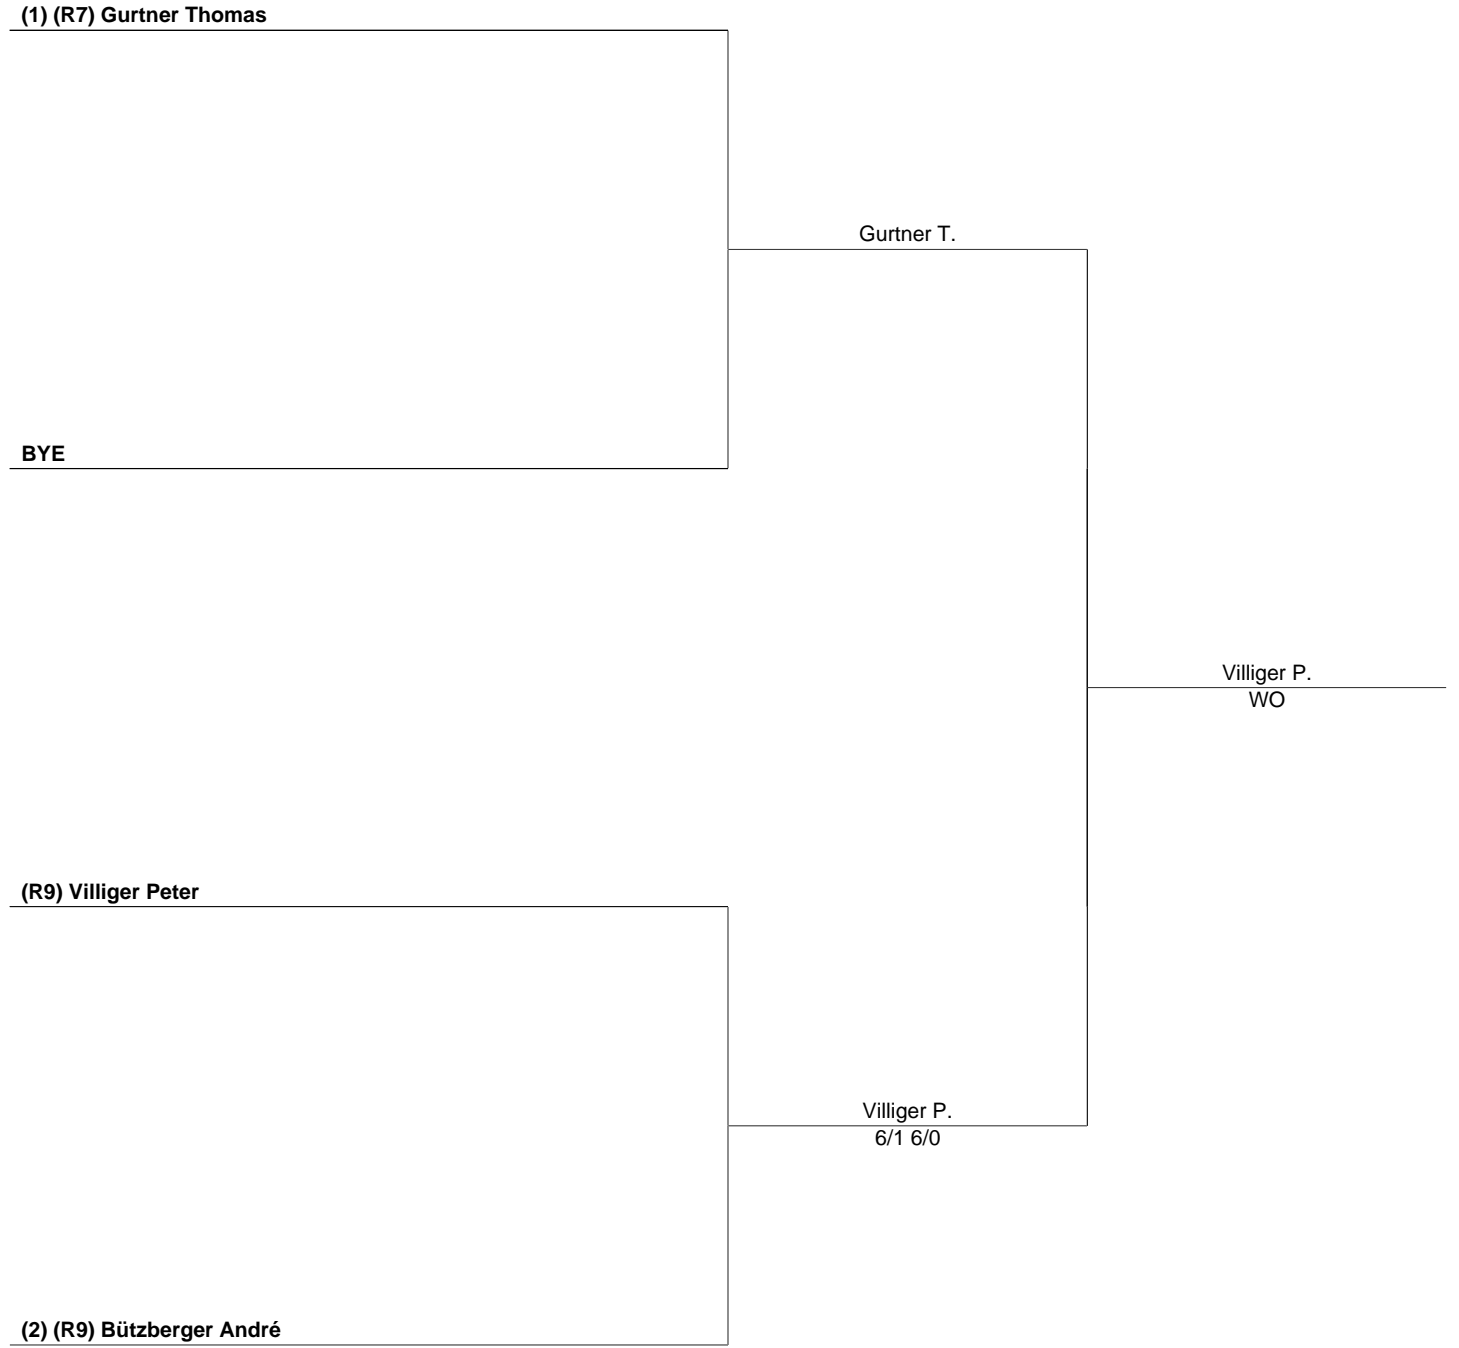 (1) (R7) Gurtner Thomas
Gurtner T.
BYE
Villiger P.
WO
(R9) Villiger Peter
Villiger P.
6/1 6/0
(2) (R9) Bützberger André